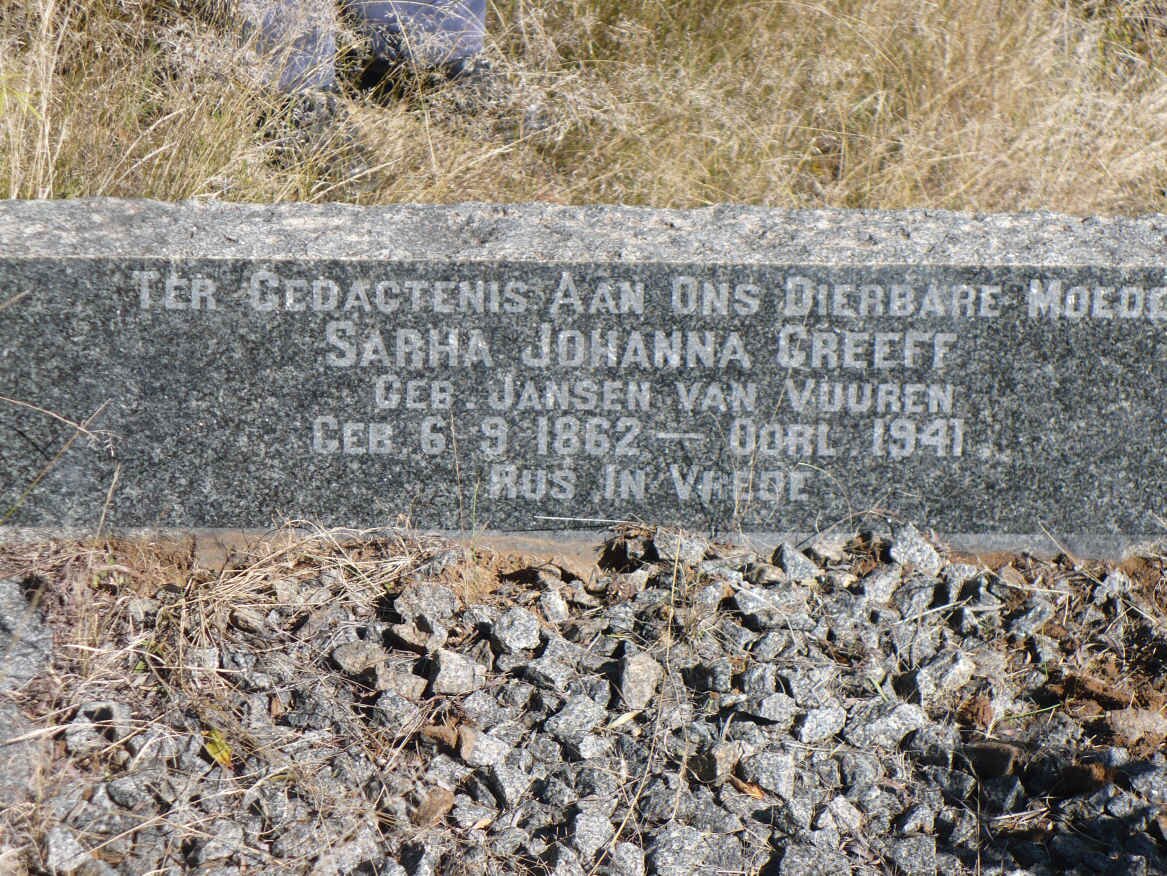 TER GEDACTENIS AAN ONS DIERBARE MOEDE
SARHA JOHANNA GREEFF
GEB. JANSEN VAN VUUREN
GEB. 6. 9. 1862 — OORL. 1941.
RUS IN VREDE